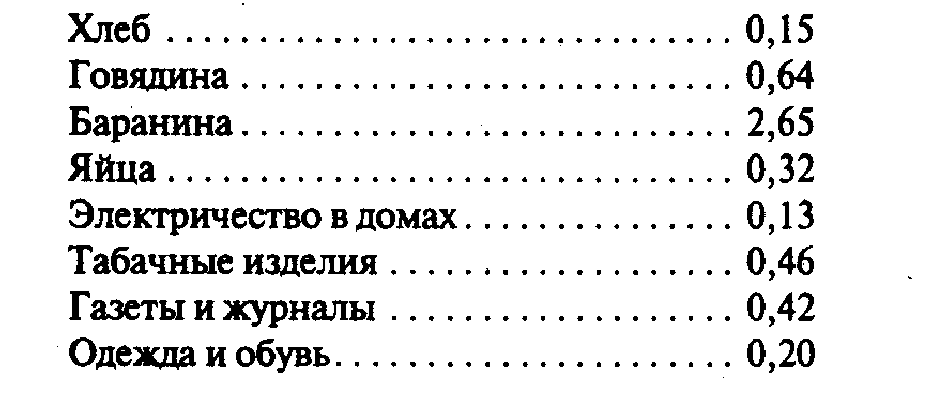 Хлеб ................................ 0,15
Говядина ............................ 0,64
Баранина ............................ 2,65
Яйца ................................ 0,32
Электричество в домах ................ 0,13
Табачные изделия .................... 0,46
Газеты и журналы .................... 0,42
Одежда и обувь ....................... 0,20